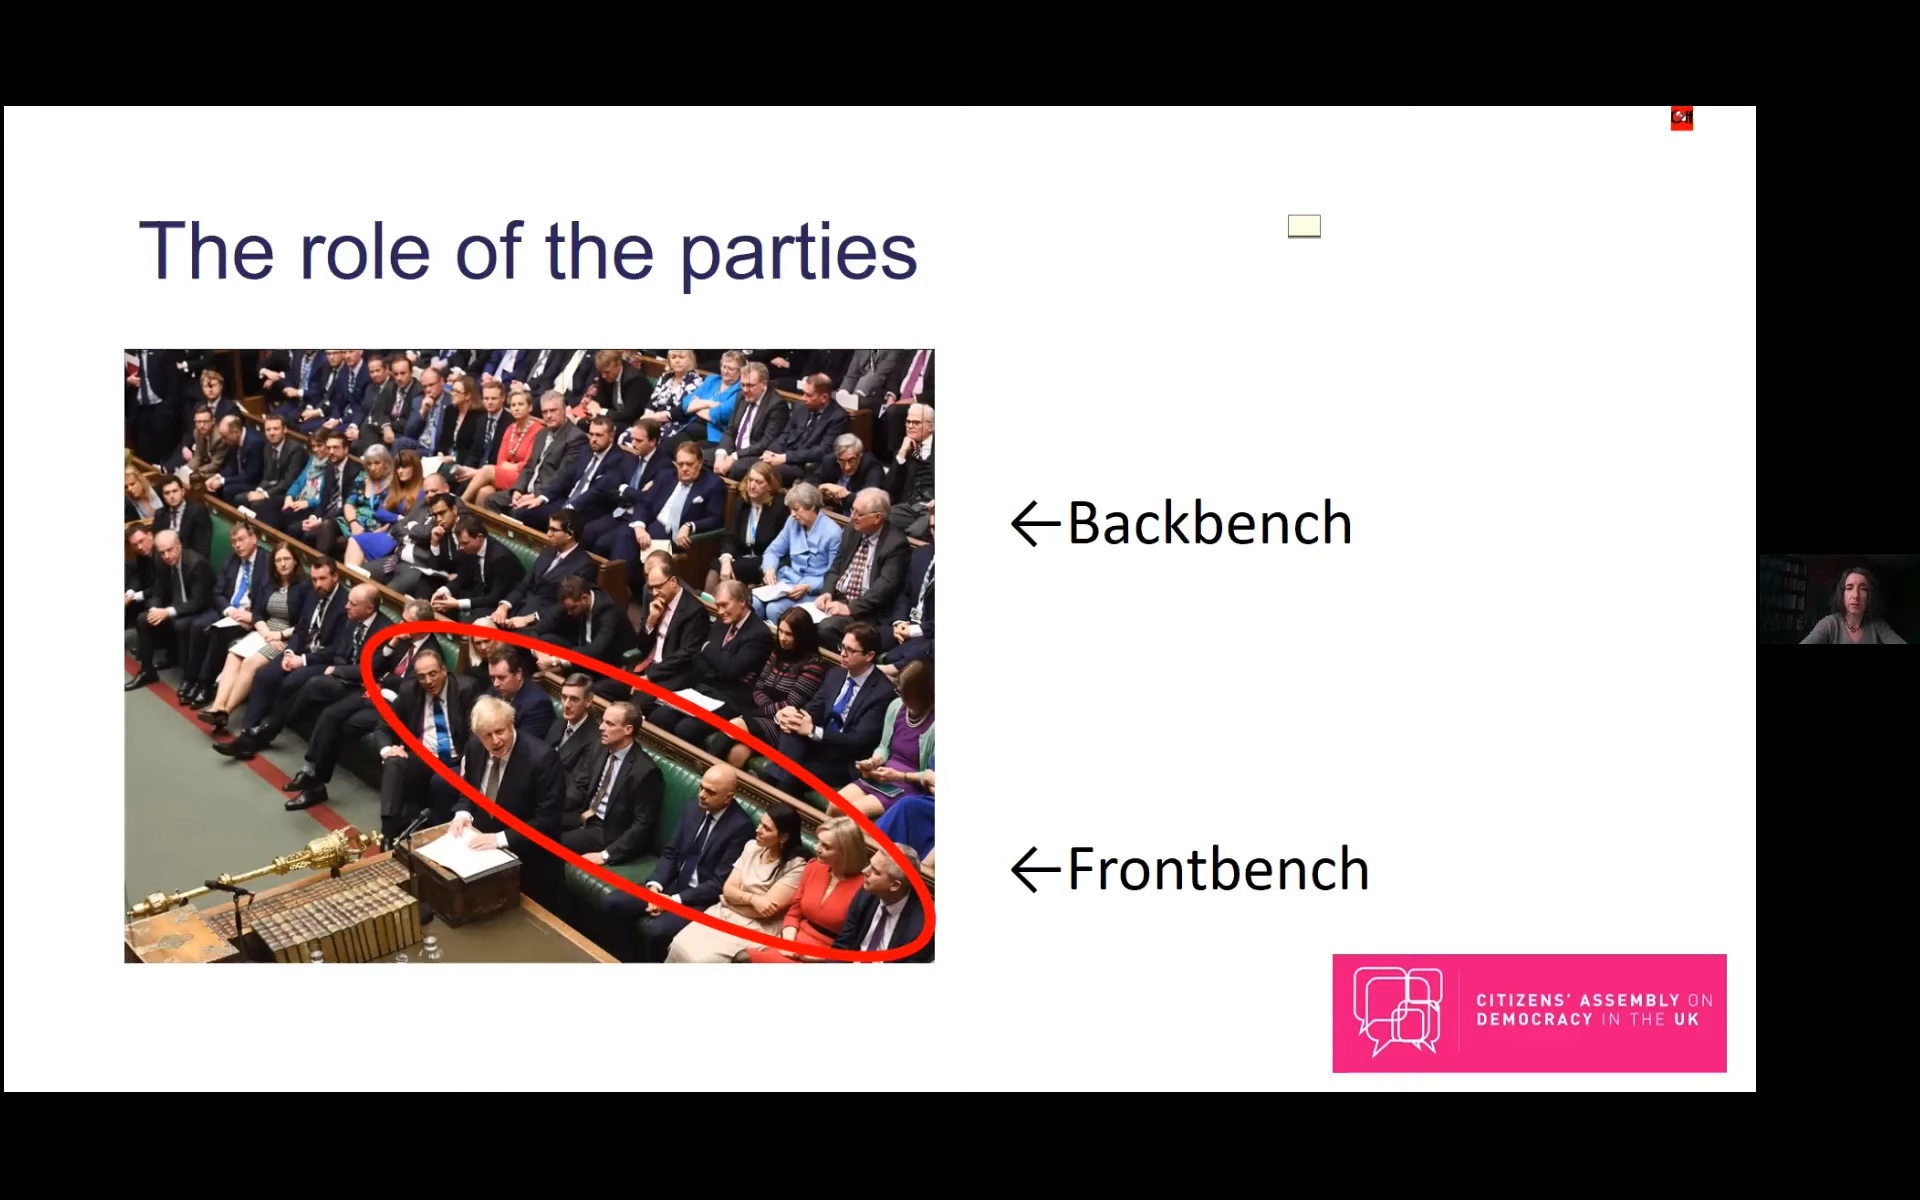 The role of the parties
←Backbench
←Frontbench
CITIZENS' ASSEMBLY ON
DEMOCRACY IN THE UK